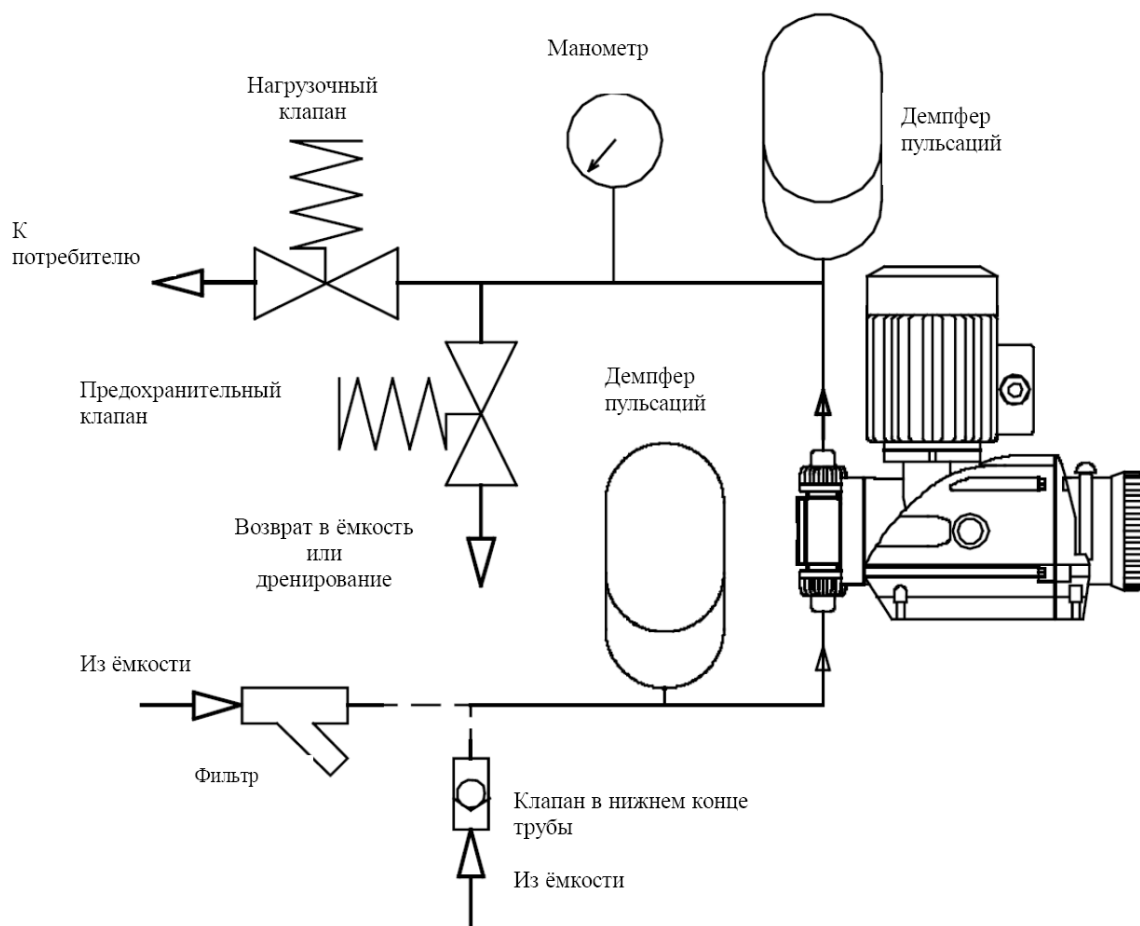 Манометр
Нагрузочный
клапан
Демпфер
пульсаций
К
потребителю
Предохранительный
клапан
Демпфер
пульсаций
Возврат в ёмкость
или
дренирование
Из ёмкости
Фильтр
Клапан в нижнем конце
трубы
Из ёмкости